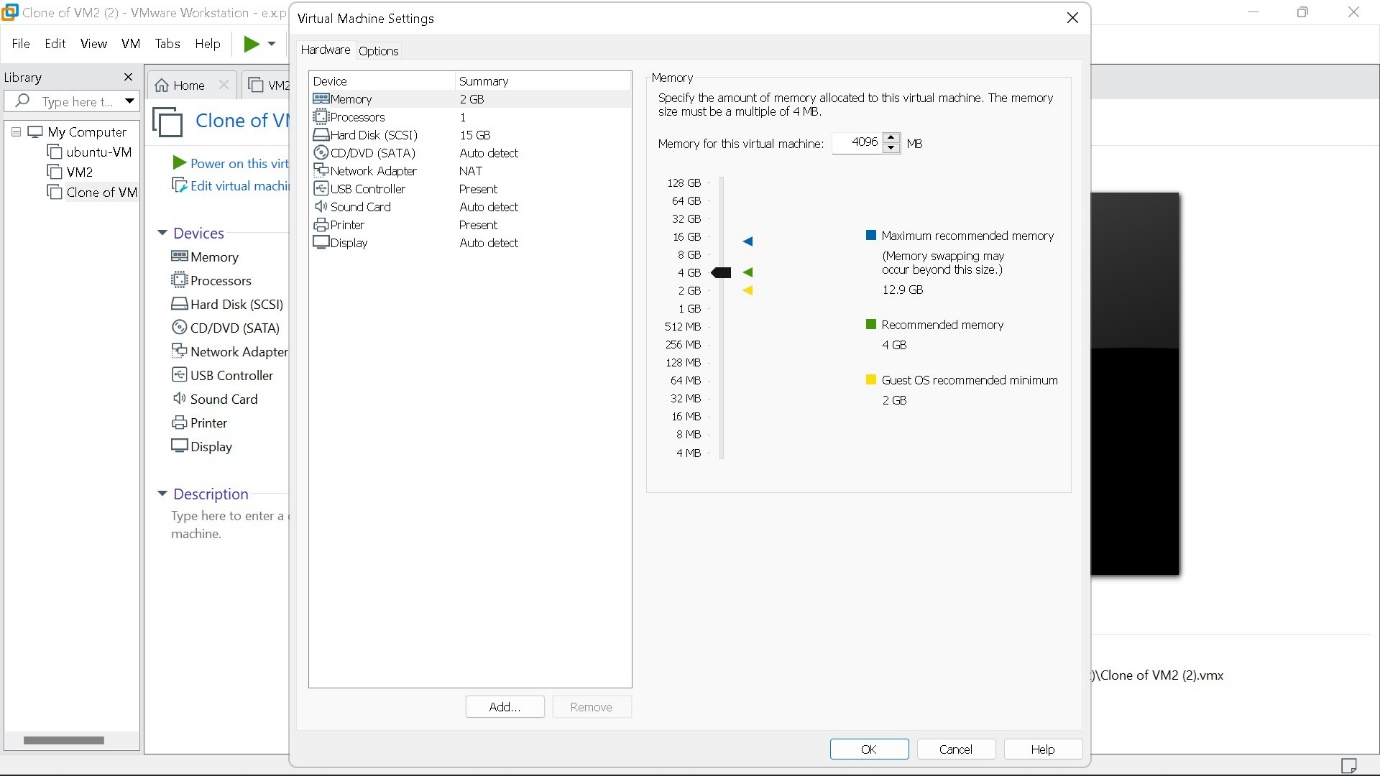 Clone of VM2 (2) - VMware Workstation - e.x.p
File Edit View VM Tabs Help
Library
Type here t...
My Computer
ubuntu-VM
VM2
Clone of VM
Home
VM2
Clone of VM
Power on this virt
Edit virtual machi
Devices
Memory
Processors
Hard Disk (SCSI)
CD/DVD (SATA)
Network Adapter
USB Controller
Sound Card
Printer
Display
Description
Type here to enter a
machine.
Virtual Machine Settings
Hardware Options
Device Summary
Memory 2 GB
Processors 1
Hard Disk (SCSI) 15 GB
CD/DVD (SATA) Auto detect
Network Adapter NAT
USB Controller Present
Sound Card Auto detect
Printer Present
Display Auto detect
Add... Remove
Memory
Specify the amount of memory allocated to this virtual machine. The memory
size must be a multiple of 4 MB.
Memory for this virtual machine: 4096 MB
128 GB
64 GB
32 GB
16 GB
8 GB
4 GB
2 GB
1 GB
512 MB
256 MB
128 MB
64 MB
32 MB
16 MB
8 MB
4 MB
Maximum recommended memory
(Memory swapping may
occur beyond this size.)
12.9 GB
Recommended memory
4 GB
Guest OS recommended minimum
2 GB
OK Cancel Help
)\Clone of VM2 (2).vmx